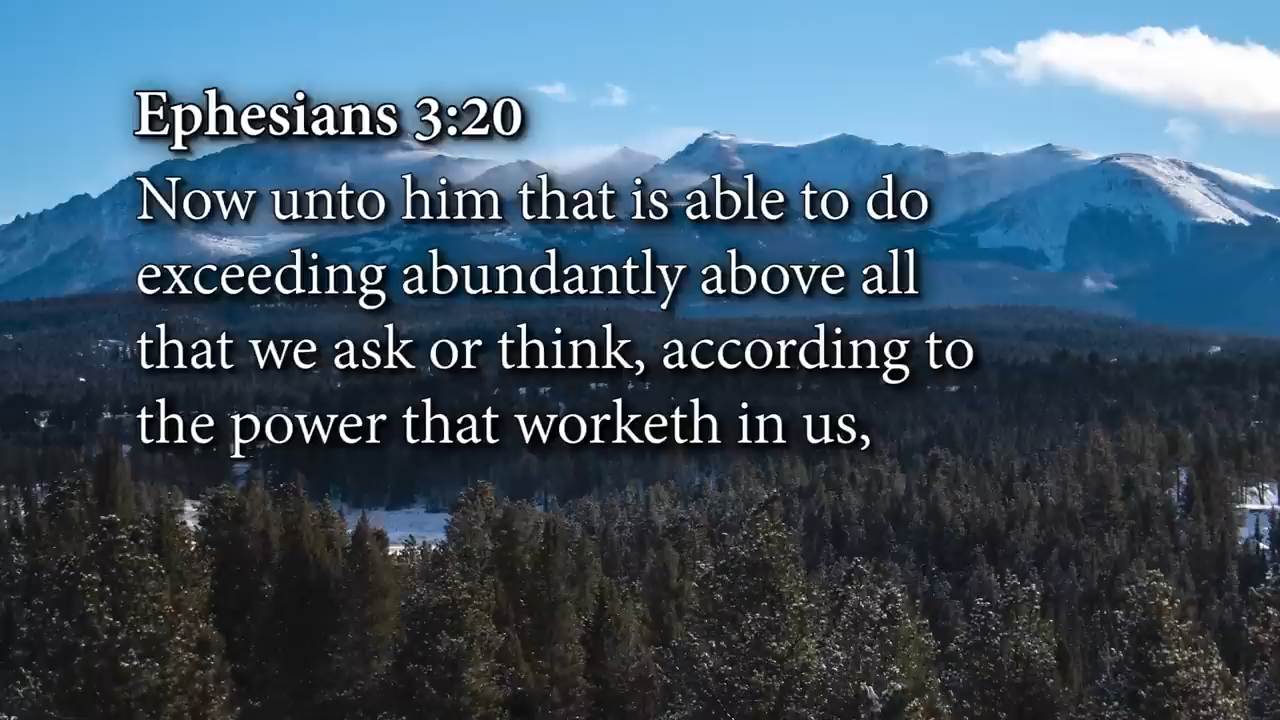 Ephesians 3:20
Now unto him that is able to do
exceeding abundantly above all
that we ask or think, according to
the power that worketh in us,